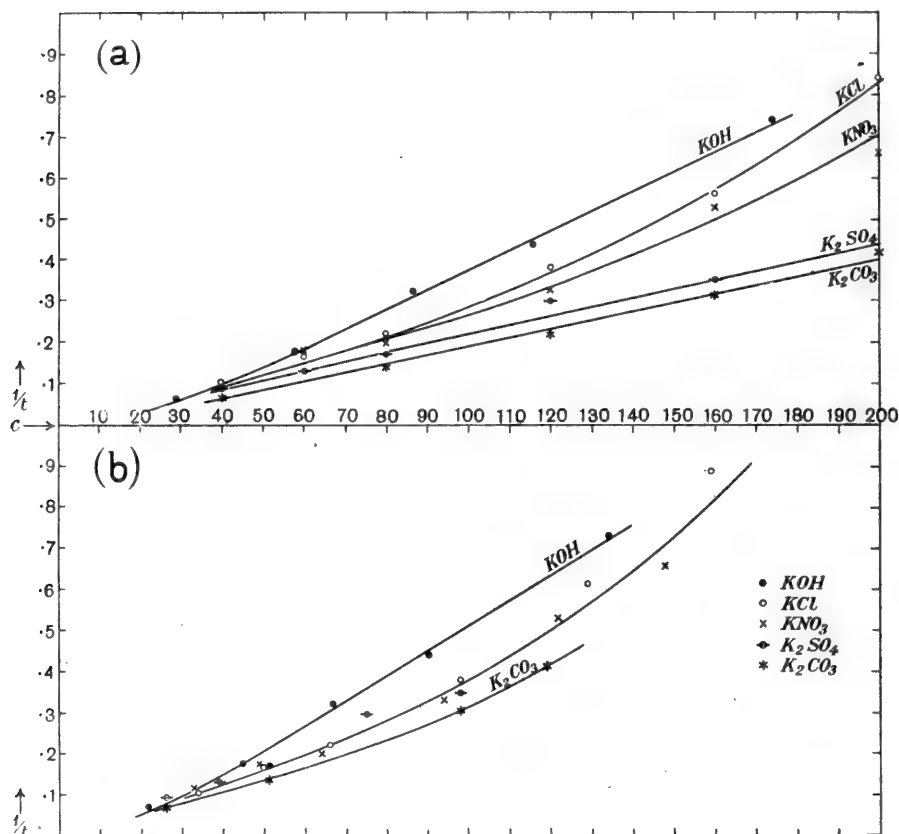 (a)
·9
·8
·7
·6
·5
·4
·3
·2
·1
1/t
c
KOH
KCl
KNO₃
K₂SO₄
K₂CO₃
10 20 30 40 50 60 70 80 90 100 110 120 130 140 150 160 170 180 190 200
(b)
·9
·8
·7
·6
·5
·4
·3
·2
·1
1/t
KOH
K₂CO₃
KOH
KCl
KNO₃
K₂SO₄
K₂CO₃